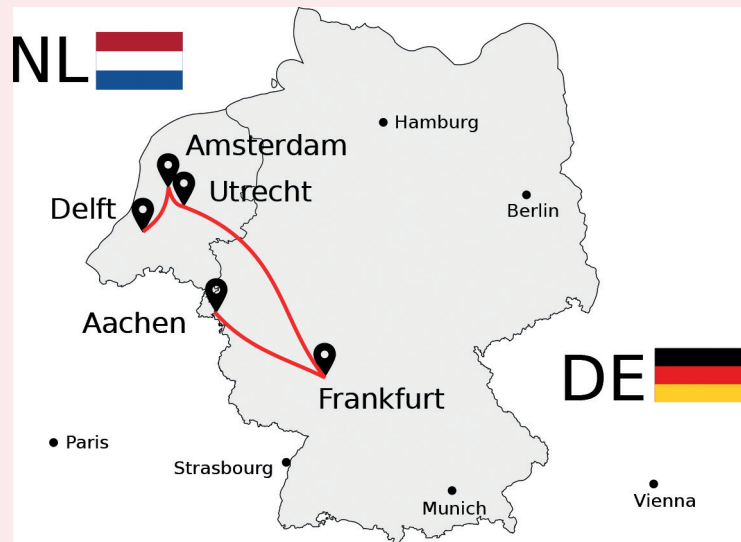 NL
Hamburg
Amsterdam
Utrecht
Delft
Berlin
Aachen
DE
Frankfurt
Paris
Strasbourg
Munich
Vienna